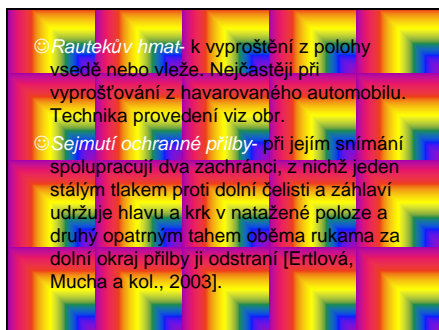 ☺Rautekův hmat- k vyproštění z polohy
vsedě nebo vleže. Nejčastěji při
vyprošťování z havarovaného automobilu.
Technika provedení viz obr.
☺Sejmutí ochranné přilby- při jejím snímání
spolupracují dva zachránci, z nichž jeden
stálým tlakem proti dolní čelisti a záhlaví
udržuje hlavu a krk v natažené poloze a
druhý opatrným tahem oběma rukama za
dolní okraj přilby ji odstraní [Ertlová,
Mucha a kol., 2003].